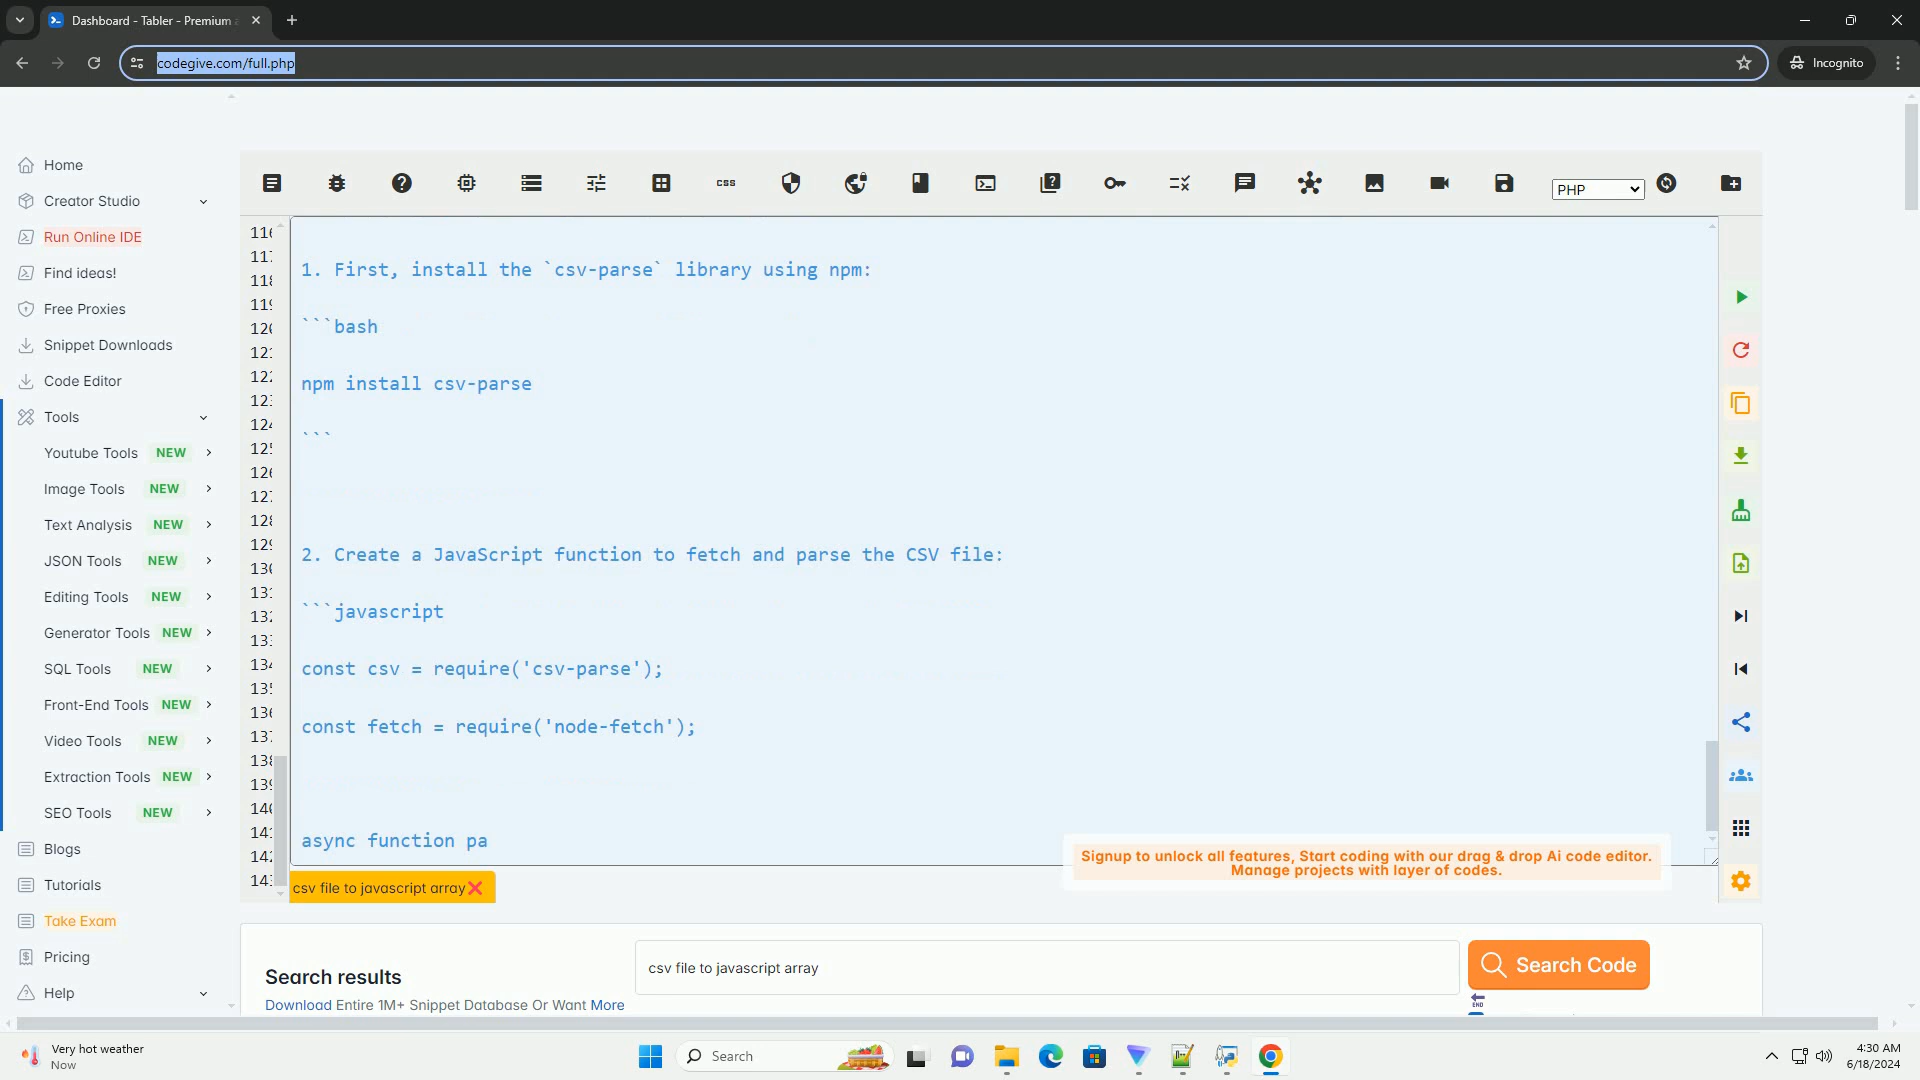 Dashboard - Tabler - Premium
codegive.com/full.php
Incognito
Home
Creator Studio
Run Online IDE
Find ideas!
Free Proxies
Snippet Downloads
Code Editor
Tools
Youtube Tools NEW
Image Tools NEW
Text Analysis NEW
JSON Tools NEW
Editing Tools NEW
Generator Tools NEW
SQL Tools NEW
Front-End Tools NEW
Video Tools NEW
Extraction Tools NEW
SEO Tools NEW
Blogs
Tutorials
Take Exam
Pricing
Help
css
PHP
1. First, install the `csv-parse` library using npm:
```bash
npm install csv-parse
```
2. Create a JavaScript function to fetch and parse the CSV file:
```javascript
const csv = require('csv-parse');
const fetch = require('node-fetch');
async function pa
Signup to unlock all features, Start coding with our drag & drop Ai code editor.
Manage projects with layer of codes.
csv file to javascript array
Search results
csv file to javascript array
Search Code
Download Entire 1M+ Snippet Database Or Want More
END
Very hot weather
Now
Search
4:30 AM
6/18/2024